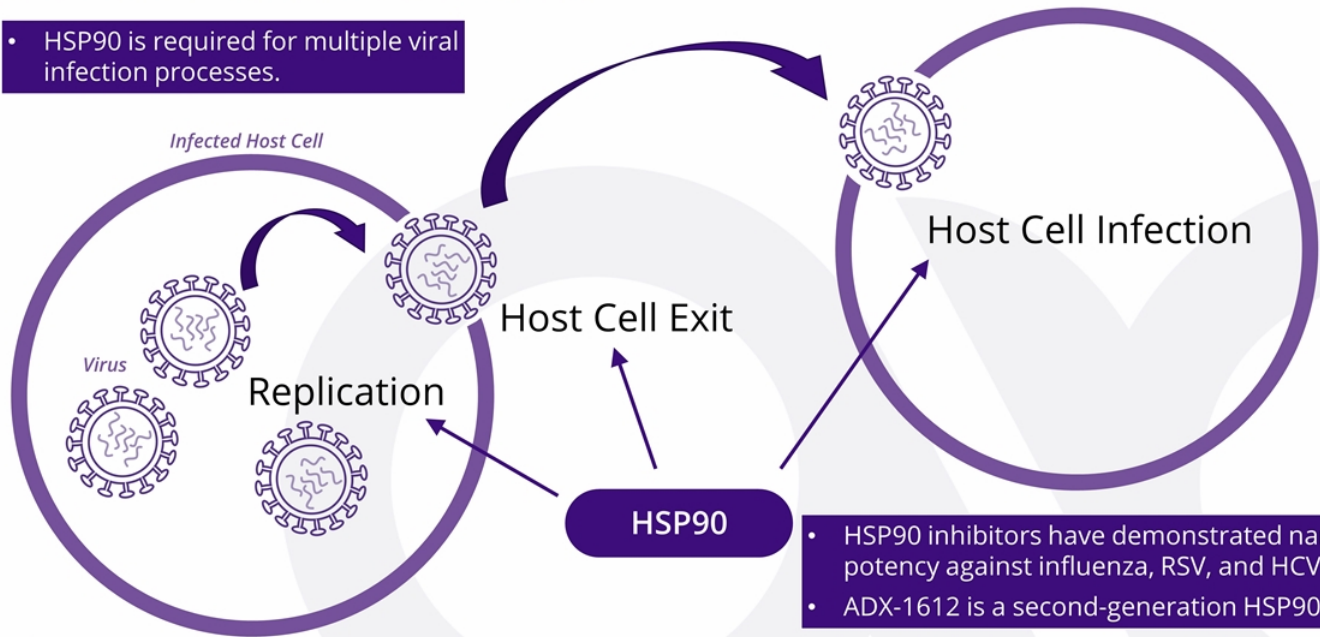 • HSP90 is required for multiple viral
infection processes.
Infected Host Cell
Host Cell Infection
Host Cell Exit
Virus
Replication
HSP90
• HSP90 inhibitors have demonstrated
potency against influenza, RSV, and HCV
• ADX-1612 is a second-generation HSP90